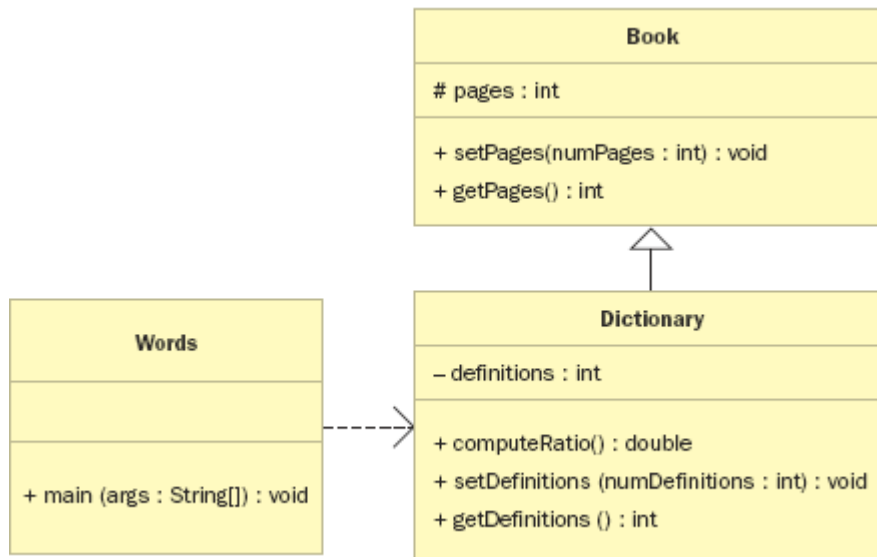 Book
# pages : int
+ setPages(numPages : int) : void
+ getPages() : int
Words
+ main (args : String[]) : void
Dictionary
– definitions : int
+ computeRatio() : double
+ setDefinitions (numDefinitions : int) : void
+ getDefinitions () : int